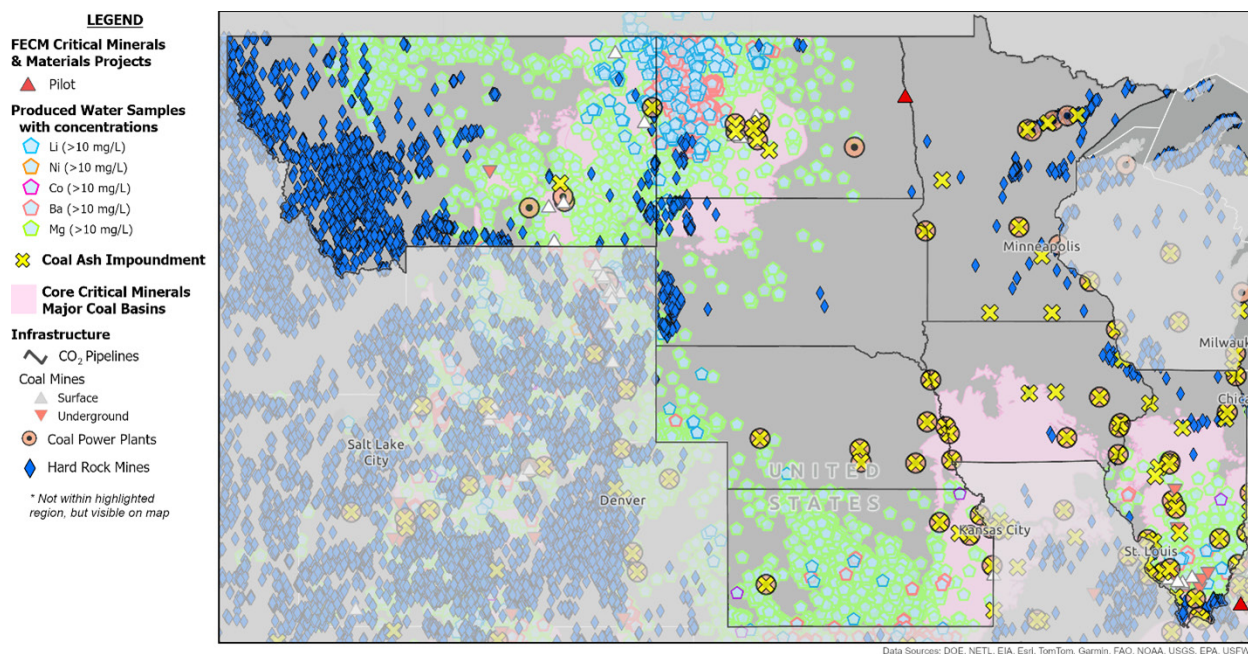 LEGEND
FECM Critical Minerals
& Materials Projects
Pilot
Produced Water Samples
with concentrations
Li (>10 mg/L)
Ni (>10 mg/L)
Co (>10 mg/L)
Ba (>10 mg/L)
Mg (>10 mg/L)
Coal Ash Impoundment
Core Critical Minerals
Major Coal Basins
Infrastructure
CO₂ Pipelines
Coal Mines
Surface
Underground
Coal Power Plants
Hard Rock Mines
* Not within highlighted
region, but visible on map
Minneapolis
Milwauk
Chica
Salt Lake
City
Denver
UNITED
STATES
Kansas City
St. Louis
Data Sources: DOE, NETL, EIA, Esri, TomTom, Garmin, FAO, NOAA, USGS, EPA, USFW